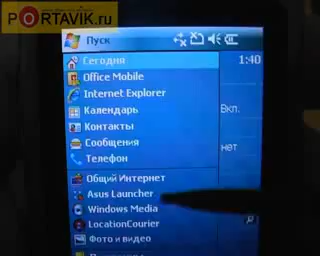 PORTAVIK.ru
Пуск
Сегодня
1:40
Office Mobile
Internet Explorer
Календарь
Вкл.
Контакты
Сообщения
нет
Телефон
Общий Интернет
Asus Launcher
Windows Media
LocationCourier
Фото и видео